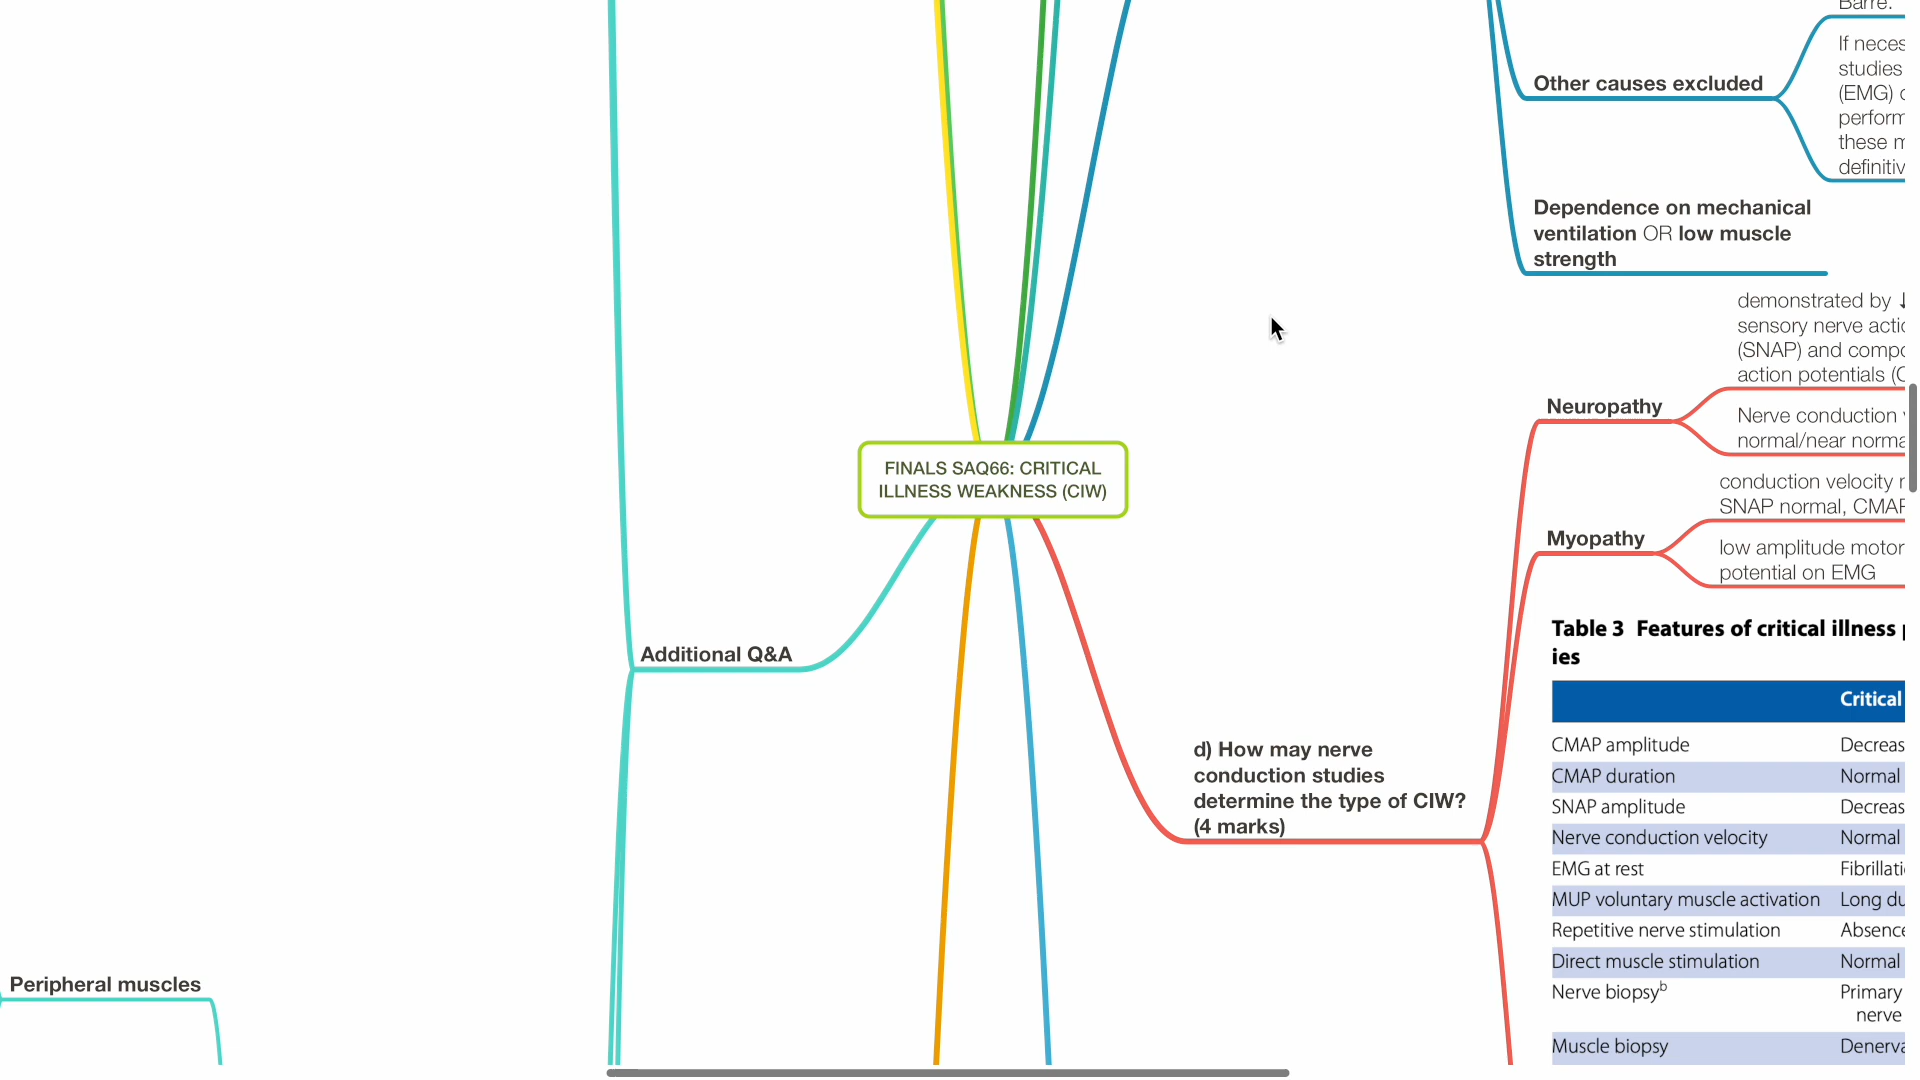 Barre.
If neces
studies
(EMG)
perform
these
definitiv
Other causes excluded
Dependence on mechanical
ventilation OR low muscle
strength
demonstrated by ↓
sensory nerve actio
(SNAP) and compo
action potentials (C
Neuropathy
Nerve conduction
normal/near norma
conduction velocity
SNAP normal, CMAP
Myopathy
low amplitude motor
potential on EMG
FINALS SAQ66: CRITICAL
ILLNESS WEAKNESS (CIW)
Additional Q&A
d) How may nerve
conduction studies
determine the type of CIW?
(4 marks)
Table 3 Features of critical illness
ies
Critical
CMAP amplitude Decreas
CMAP duration Normal
SNAP amplitude Decreas
Nerve conduction velocity Normal
EMG at rest Fibrillati
MUP voluntary muscle activation Long du
Repetitive nerve stimulation Absence
Direct muscle stimulation Normal
Nerve biopsyb Primary
nerve
Muscle biopsy Denerva
Peripheral muscles